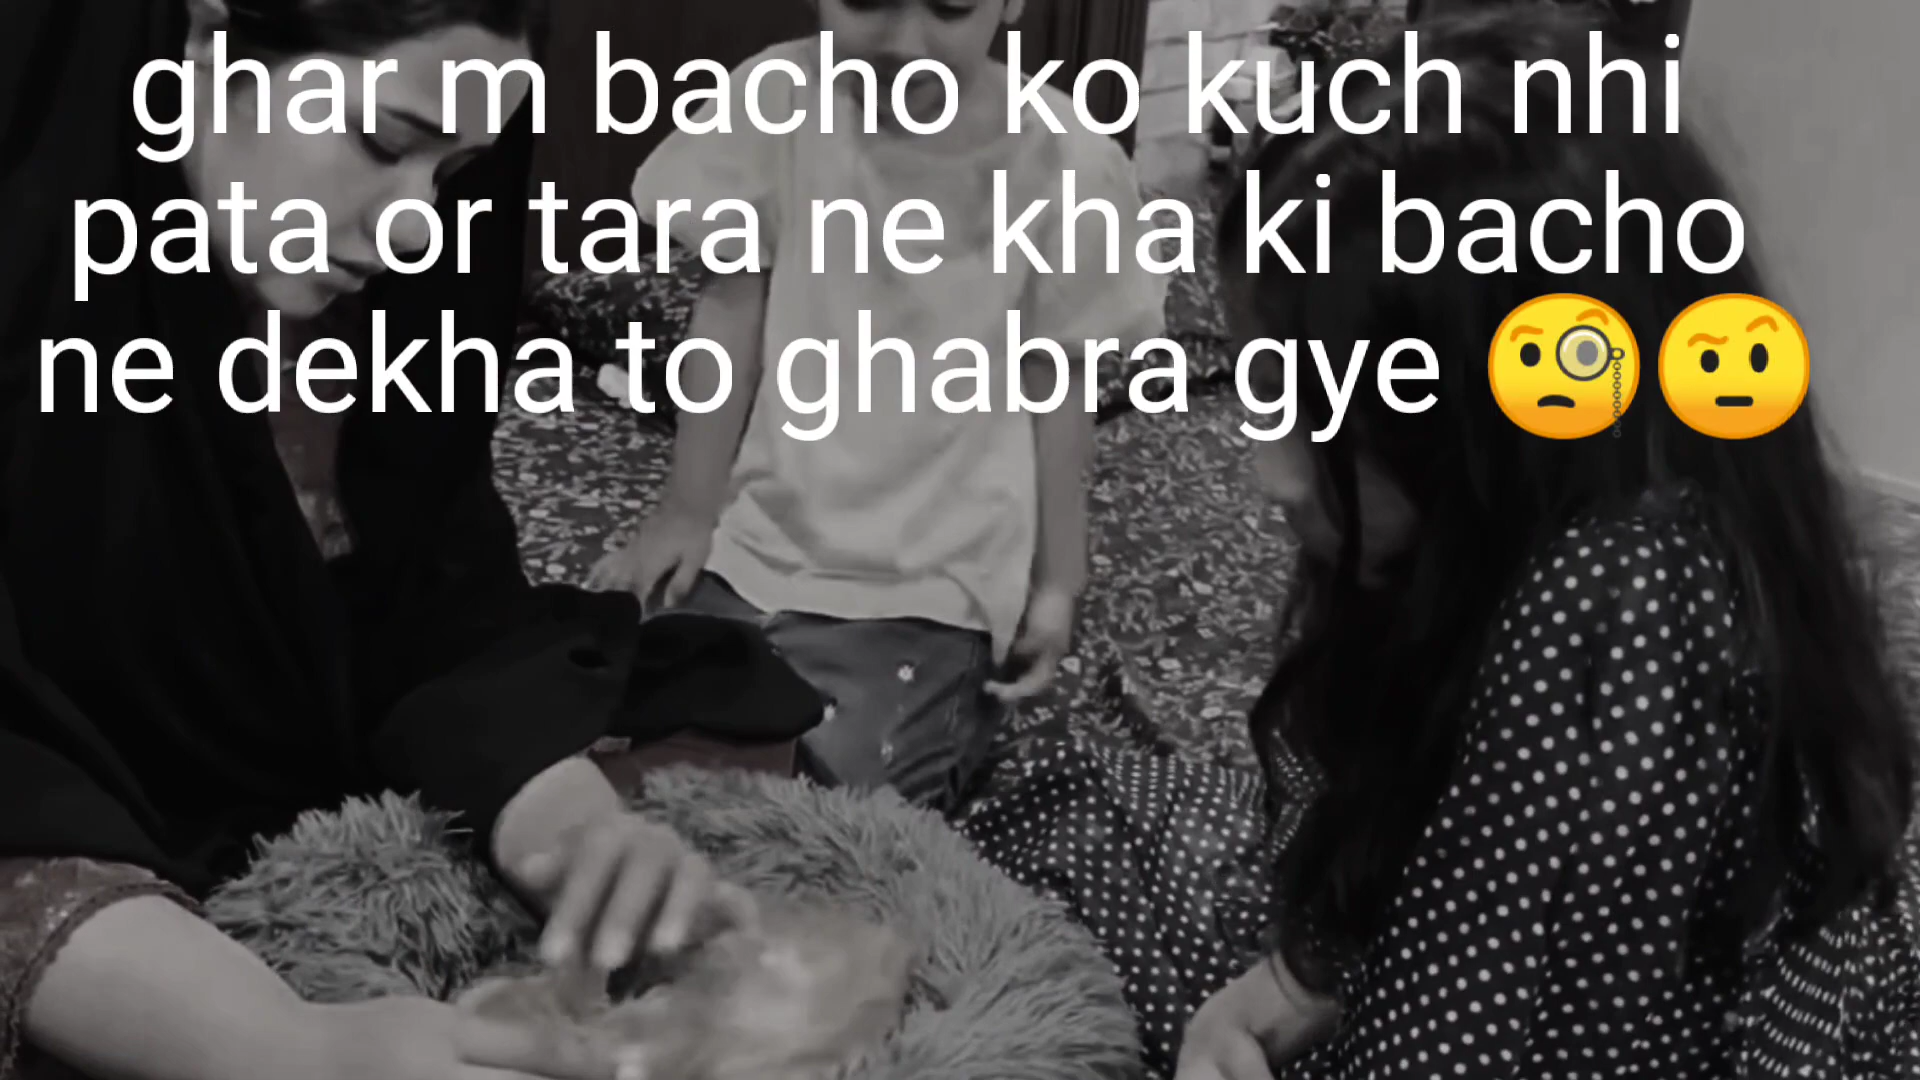 ghar m bacho ko kuch nhi
pata or tara ne kha ki bacho
ne dekha to ghabra gye 🧐🤨